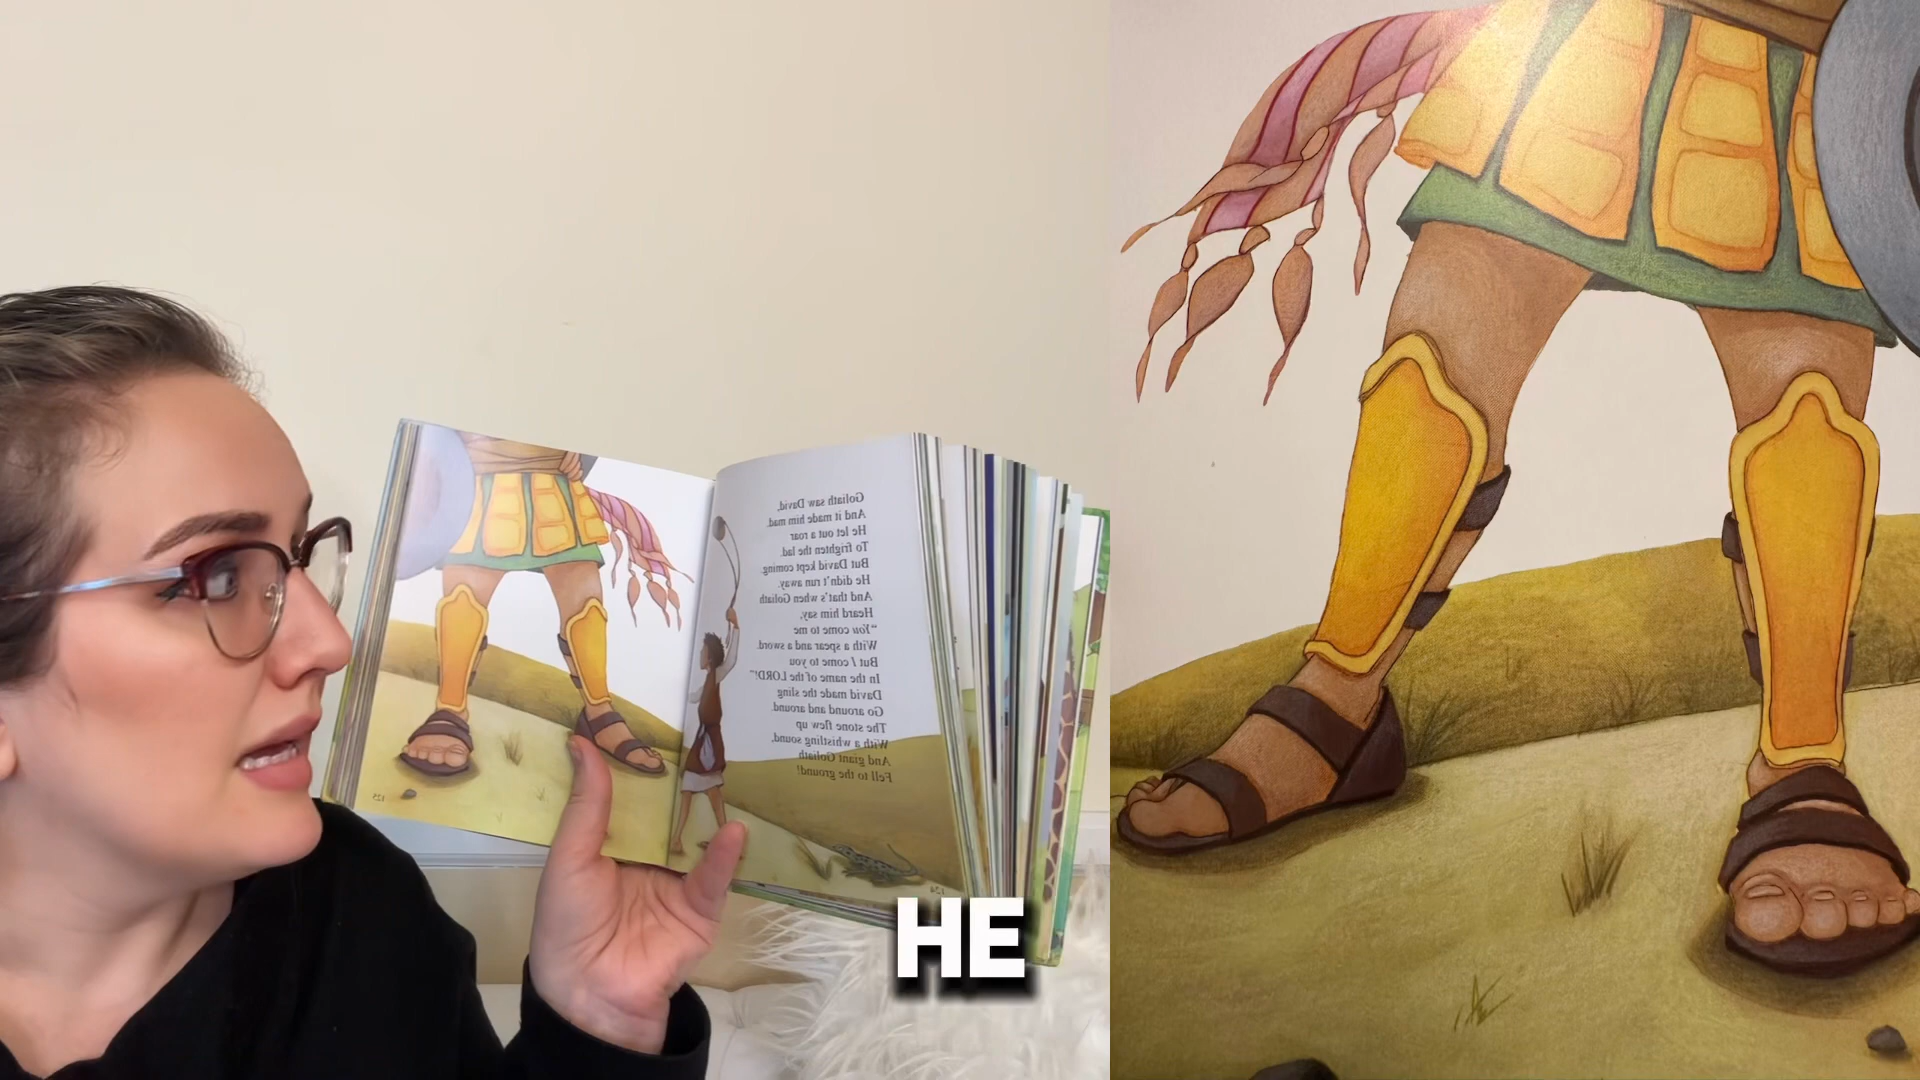 Goliath saw David,
And it made him mad.
He let out a roar
To frighten the lad.
But David kept coming.
He didn't run away.
And that's when Goliath
Heard him say,
"You come to me
With a spear and a sword.
But I come to you
In the name of the LORD!"
David made the sling
Go around and around.
The stone flew up
With a whistling sound,
And giant Goliath
Fell to the ground!
125
124
HE